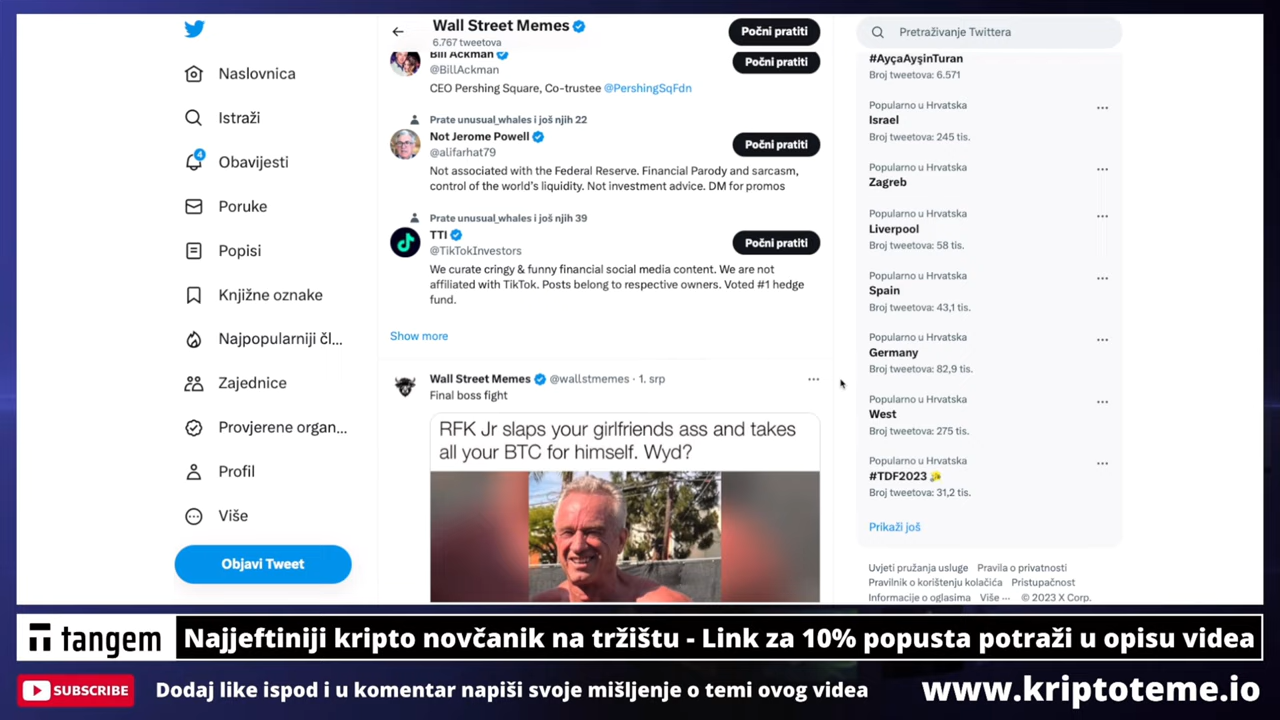 Naslovnica
Istraži
4
Obavijesti
Poruke
Popisi
Knjižne oznake
Najpopularniji čl...
Zajednice
Provjerene organ...
Profil
Više
Objavi Tweet
Wall Street Memes
6.767 tweetova
Počni pratiti
Bill Ackman
@BillAckman
Počni pratiti
CEO Pershing Square, Co-trustee @PershingSqFdn
Prate unusual_whales i još njih 22
Not Jerome Powell
@alifarhat79
Počni pratiti
Not associated with the Federal Reserve. Financial Parody and sarcasm,
control of the world's liquidity. Not investment advice. DM for promos
Prate unusual_whales i još njih 39
TTI
@TikTokInvestors
Počni pratiti
We curate cringy & funny financial social media content. We are not
affiliated with TikTok. Posts belong to respective owners. Voted #1 hedge
fund.
Show more
Wall Street Memes @wallstmemes · 1. srp
Final boss fight
RFK Jr slaps your girlfriends ass and takes
all your BTC for himself. Wyd?
Pretraživanje Twittera
#AyçaAyşinTuran
Broj tweetova: 6.571
Popularno u Hrvatska
Israel
Broj tweetova: 245 tis.
Popularno u Hrvatska
Zagreb
Popularno u Hrvatska
Liverpool
Broj tweetova: 58 tis.
Popularno u Hrvatska
Spain
Broj tweetova: 43,1 tis.
Popularno u Hrvatska
Germany
Broj tweetova: 82,9 tis.
Popularno u Hrvatska
West
Broj tweetova: 275 tis.
Popularno u Hrvatska
#TDF2023
Broj tweetova: 31,2 tis.
Prikaži još
Uvjeti pružanja usluge Pravila o privatnosti
Pravilnik o korištenju kolačića Pristupačnost
Informacije o oglasima Više ··· © 2023 X Corp.
tangem
Najjeftiniji kripto novčanik na tržištu - Link za 10% popusta potraži u opisu videa
SUBSCRIBE
Dodaj like ispod i u komentar napiši svoje mišljenje o temi ovog videa
www.kriptoteme.io